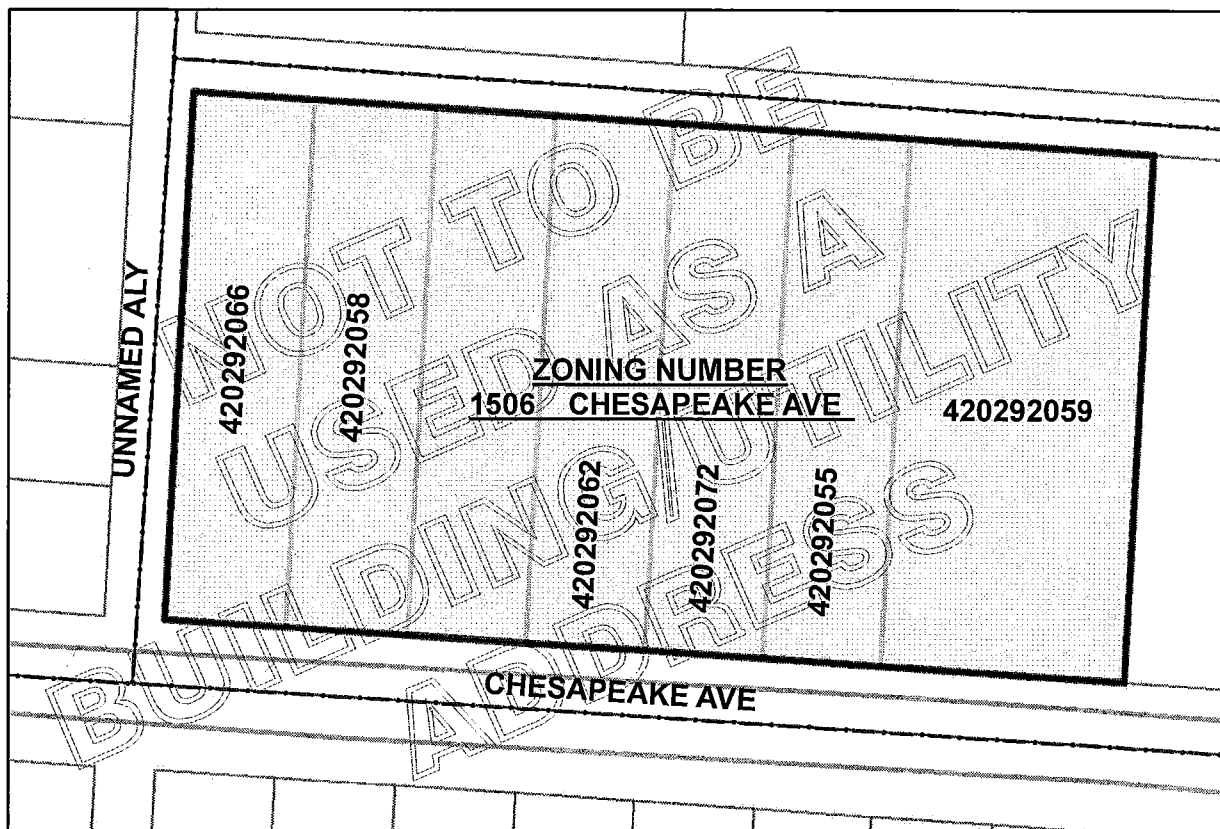 NOT TO BE
USED AS A
BUILDING/UTILITY
ADDRESS
UNNAMED ALY
420292066
420292058
ZONING NUMBER
1506 CHESAPEAKE AVE
420292059
420292062
420292072
420292055
CHESAPEAKE AVE